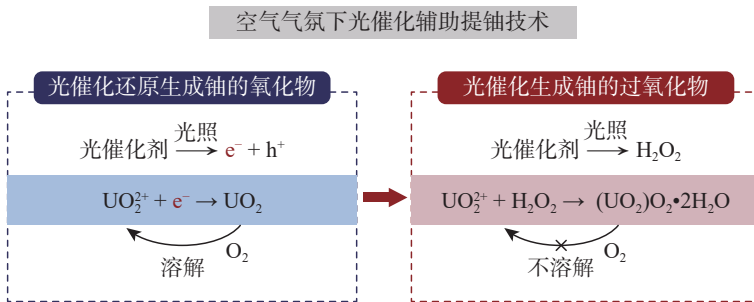 空气气氛下光催化辅助提铀技术
光催化还原生成铀的氧化物
光催化剂 光照→ e⁻ + h⁺
UO₂²⁺ + e⁻ → UO₂
O₂
溶解
光催化生成铀的过氧化物
光催化剂 光照→ H₂O₂
UO₂²⁺ + H₂O₂ → (UO₂)O₂•2H₂O
O₂
不溶解